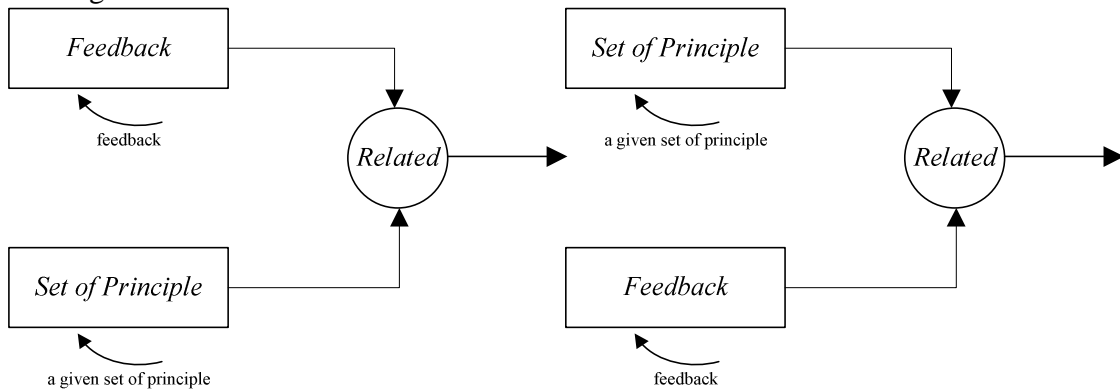 Feedback
feedback
Related
Set of Principle
a given set of principle
Set of Principle
a given set of principle
Related
Feedback
feedback